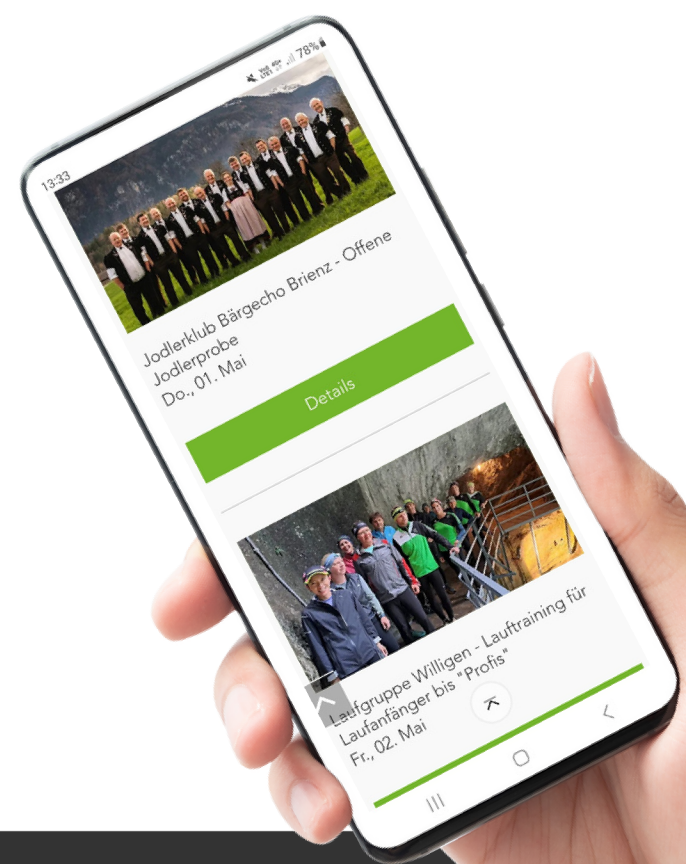 13:33
78%
Jodlerklub Bärgecho Brienz - Offene
Jodlerprobe
Do., 01. Mai
Details
Laufgruppe Willigen - Lauftraining für
Laufanfänger bis "Profis"
Fr., 02. Mai